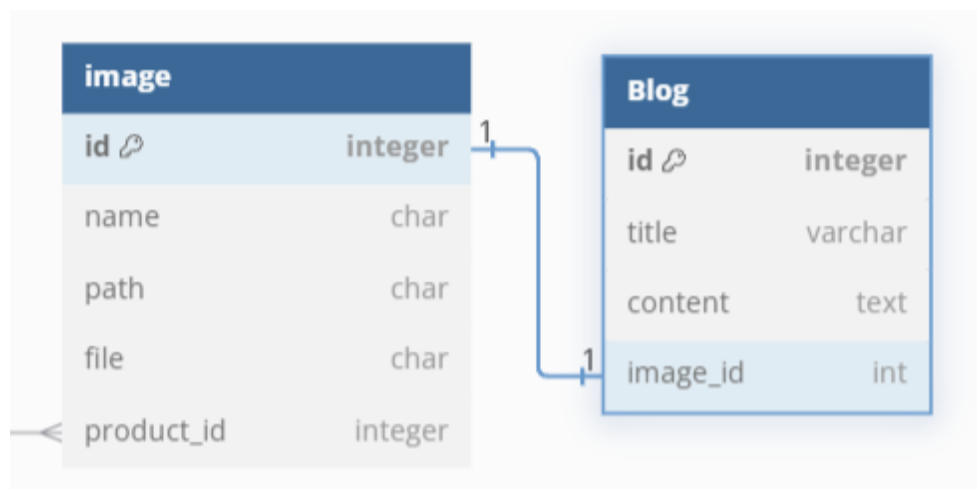 image
id integer
name char
path char
file char
product_id integer
1
1
Blog
id integer
title varchar
content text
image_id int